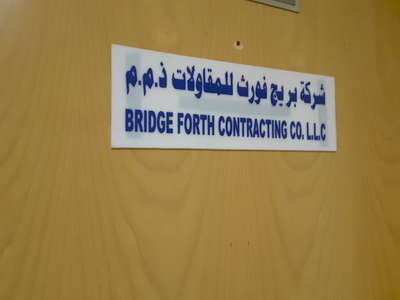 شركة بريج فورث للمقاولات ذ.م.م
BRIDGE FORTH CONTRACTING CO. L.L.C